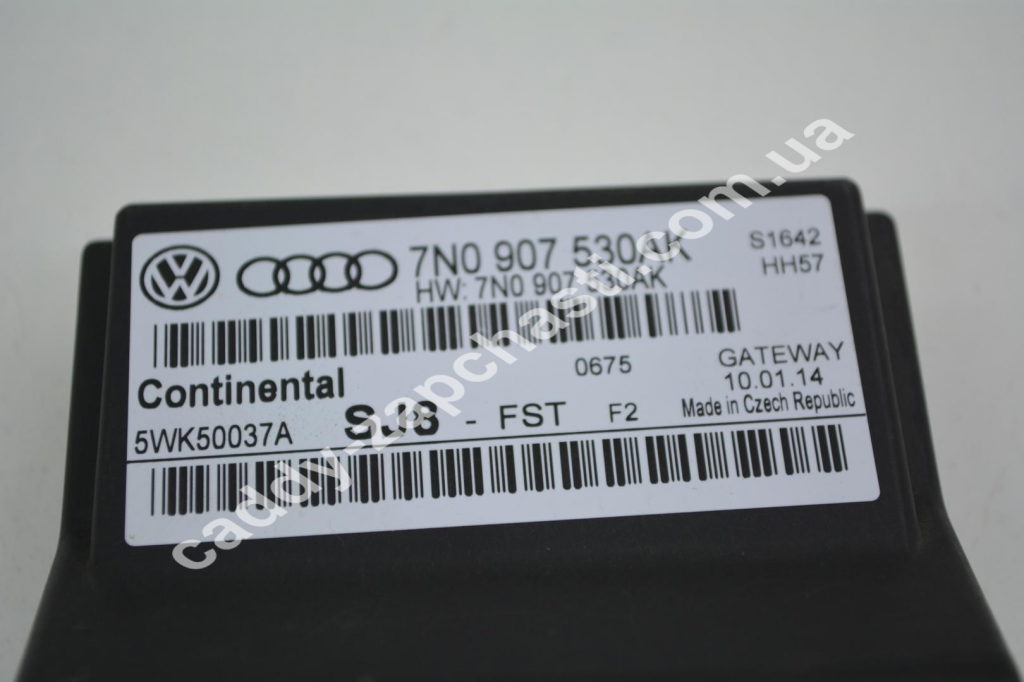 7N0 907 530AK
S1642
HW: 7N0 907 530AK
HH57
Continental
0675
GATEWAY
10.01.14
5WK50037A
SJ8 - FST F2
Made in Czech Republic
caddy-zapchasti.com.ua